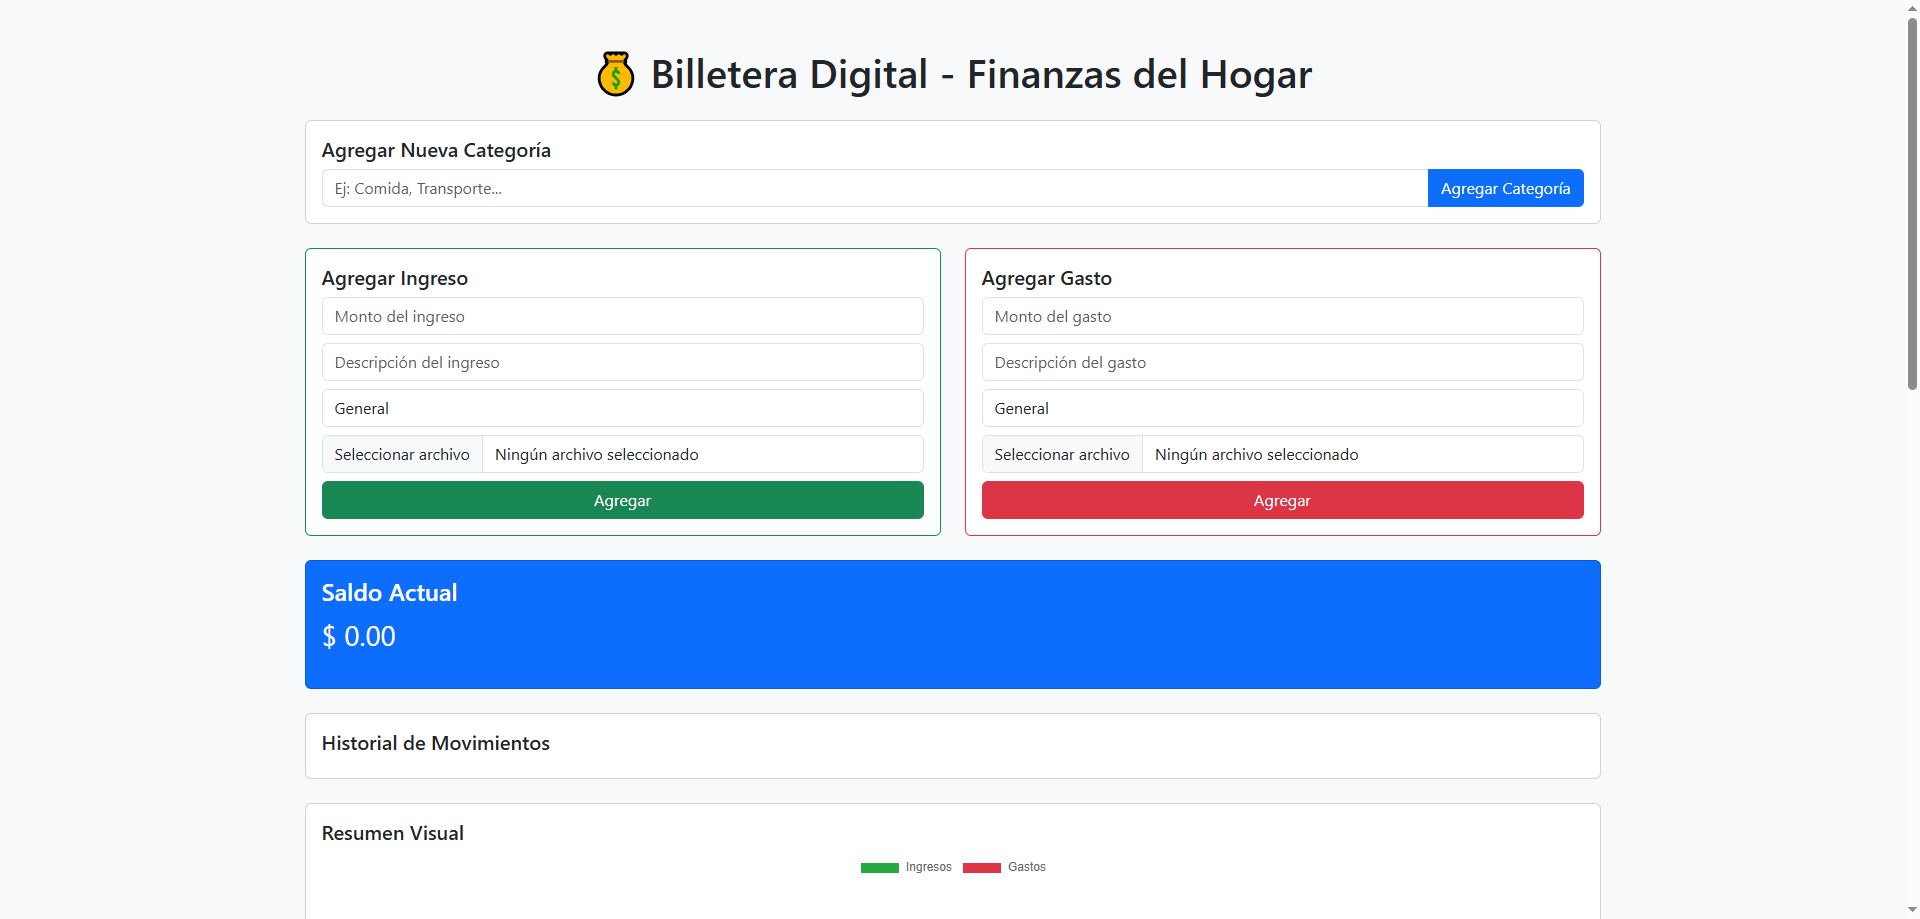 Billetera Digital - Finanzas del Hogar
Agregar Nueva Categoría
Ej: Comida, Transporte...
Agregar Categoría
Agregar Ingreso
Monto del ingreso
Descripción del ingreso
General
Seleccionar archivo Ningún archivo seleccionado
Agregar
Agregar Gasto
Monto del gasto
Descripción del gasto
General
Seleccionar archivo Ningún archivo seleccionado
Agregar
Saldo Actual
$ 0.00
Historial de Movimientos
Resumen Visual
Ingresos Gastos